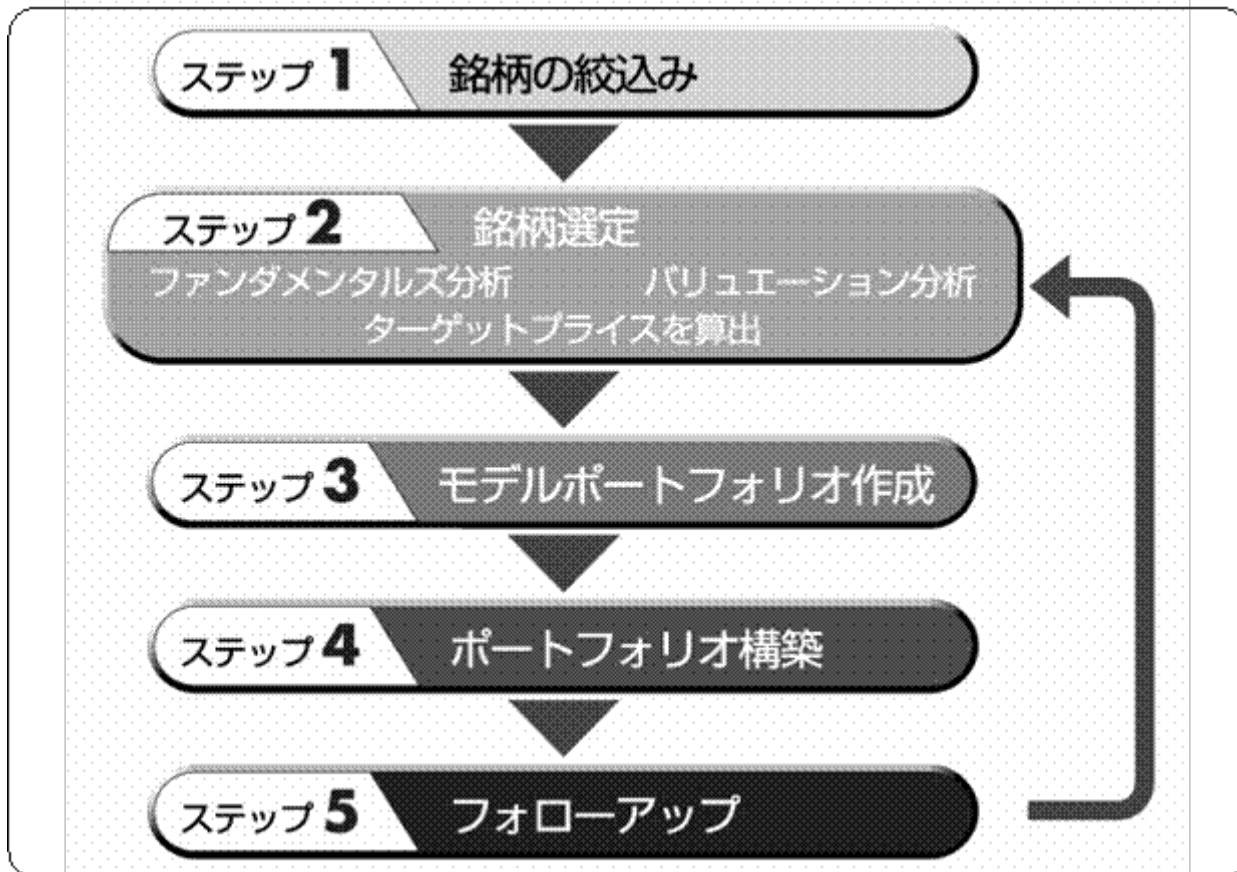 ステップ 1 銘柄の絞込み
ステップ 2 銘柄選定
ファンダメンタルズ分析 バリュエーション分析
ターゲットプライスを算出
ステップ 3 モデルポートフォリオ作成
ステップ 4 ポートフォリオ構築
ステップ 5 フォローアップ